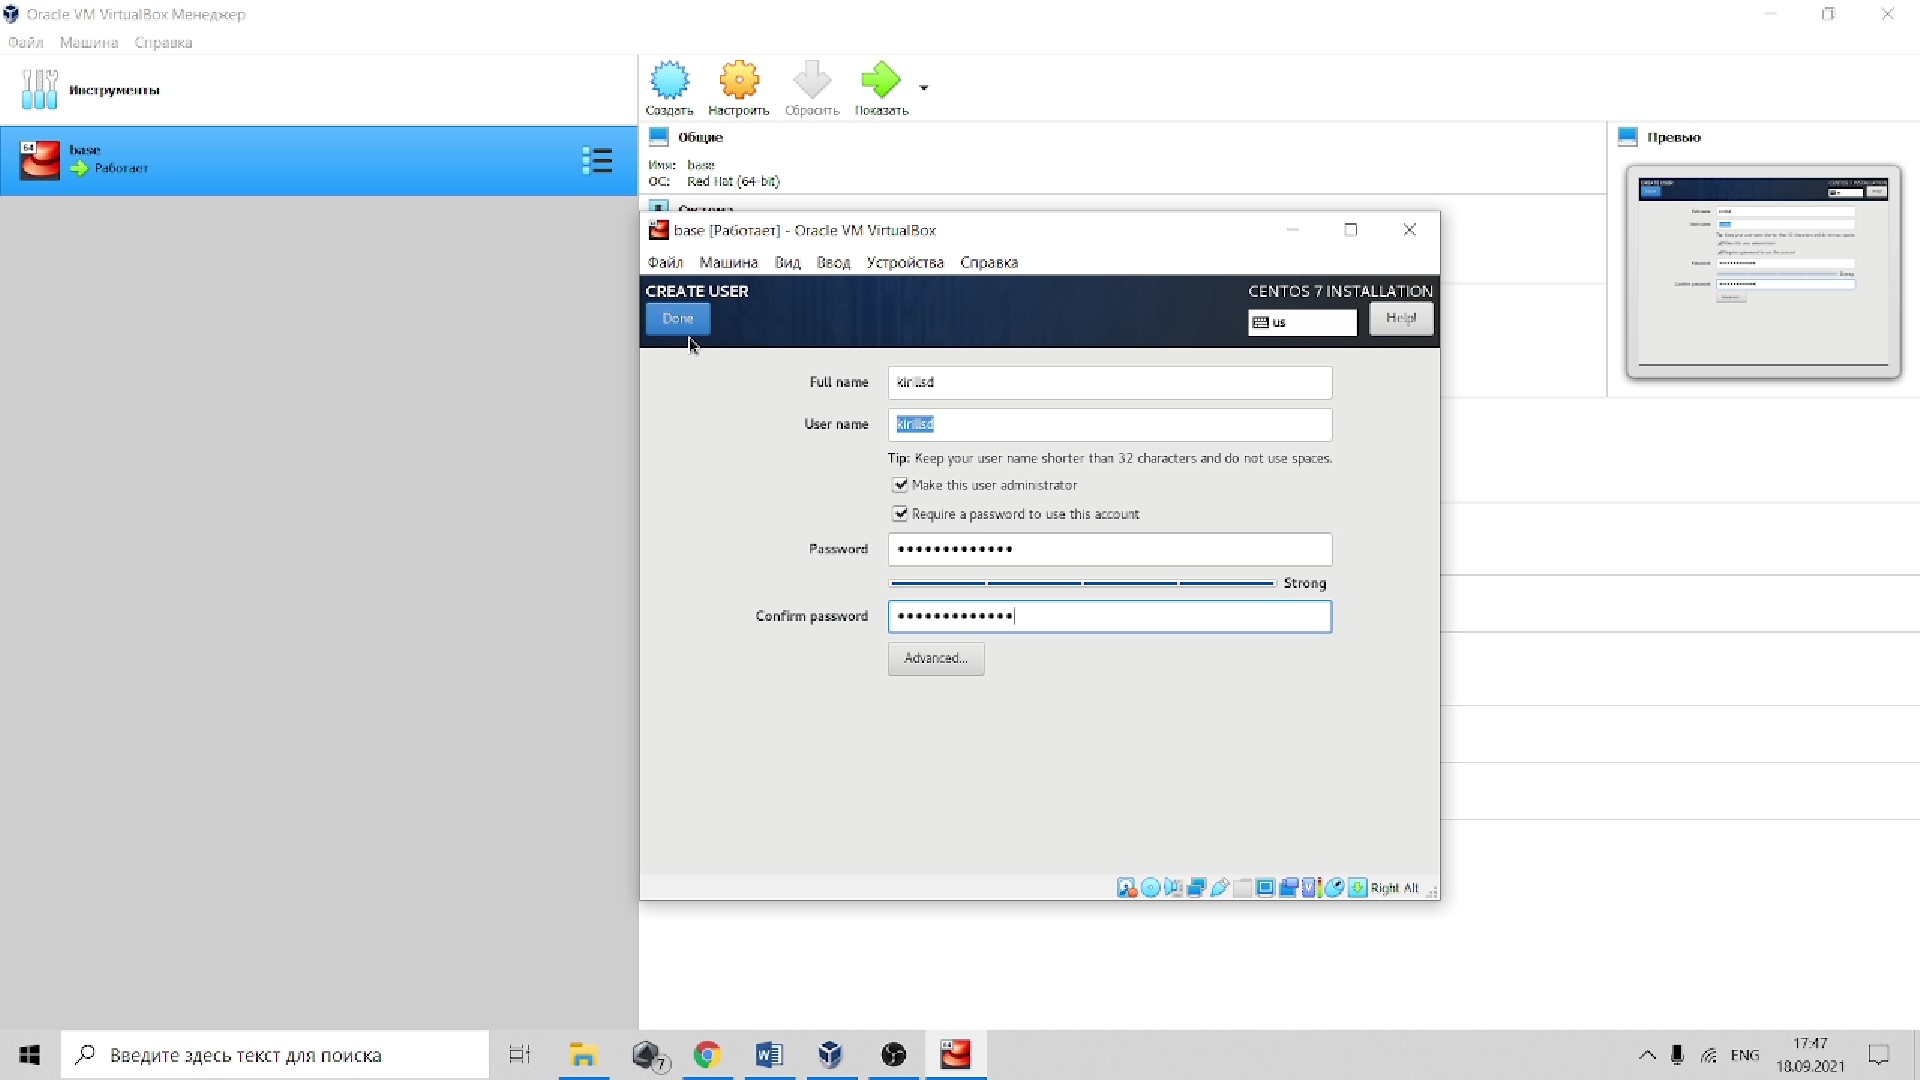 Oracle VM VirtualBox Менеджер
Файл Машина Справка
Инструменты
Создать Настроить Сбросить Показать
64 base
Работает
Общие
Имя: base
ОС: Red Hat (64-bit)
Система
Превью
base [Работает] - Oracle VM VirtualBox
Файл Машина Вид Ввод Устройства Справка
CREATE USER
CENTOS 7 INSTALLATION
Done
us
Help!
Full name kirillsd
User name kirillsd
Tip: Keep your user name shorter than 32 characters and do not use spaces.
Make this user administrator
Require a password to use this account
Password •••••••••••••
Strong
Confirm password •••••••••••••
Advanced...
Right Alt
Введите здесь текст для поиска
7
ENG
17:47
18.09.2021